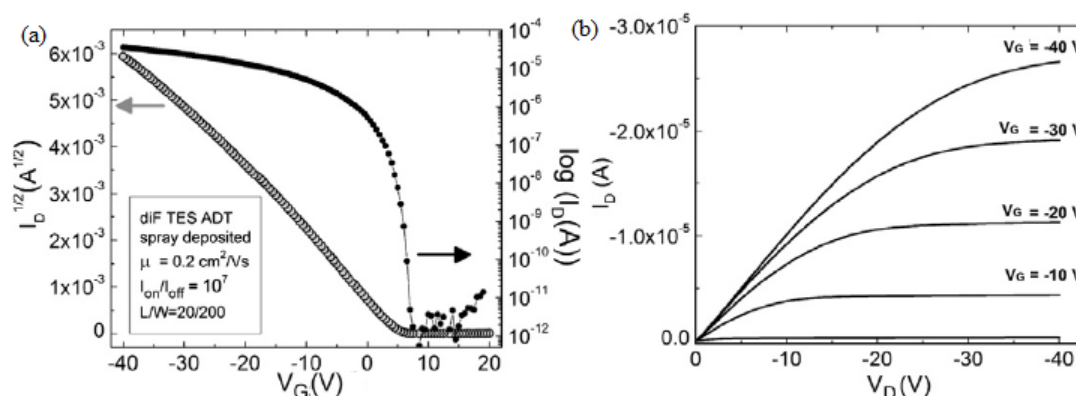 (a)
I_D^1/2(A^1/2)
6x10^-3
5x10^-3
4x10^-3
3x10^-3
2x10^-3
1x10^-3
0
diF TES ADT
spray deposited
μ = 0.2 cm²/Vs
I_on/I_off = 10^7
L/W=20/200
-40 -30 -20 -10 0 10 20
V_G(V)
10^-4
10^-5
10^-6
10^-7
10^-8
10^-9
10^-10
10^-11
10^-12
log (I_D(A))
(b)
I_D(A)
-3.0x10^-5
-2.0x10^-5
-1.0x10^-5
0.0
V_G = -40 V
V_G = -30 V
V_G = -20 V
V_G = -10 V
0 -10 -20 -30 -40
V_D(V)